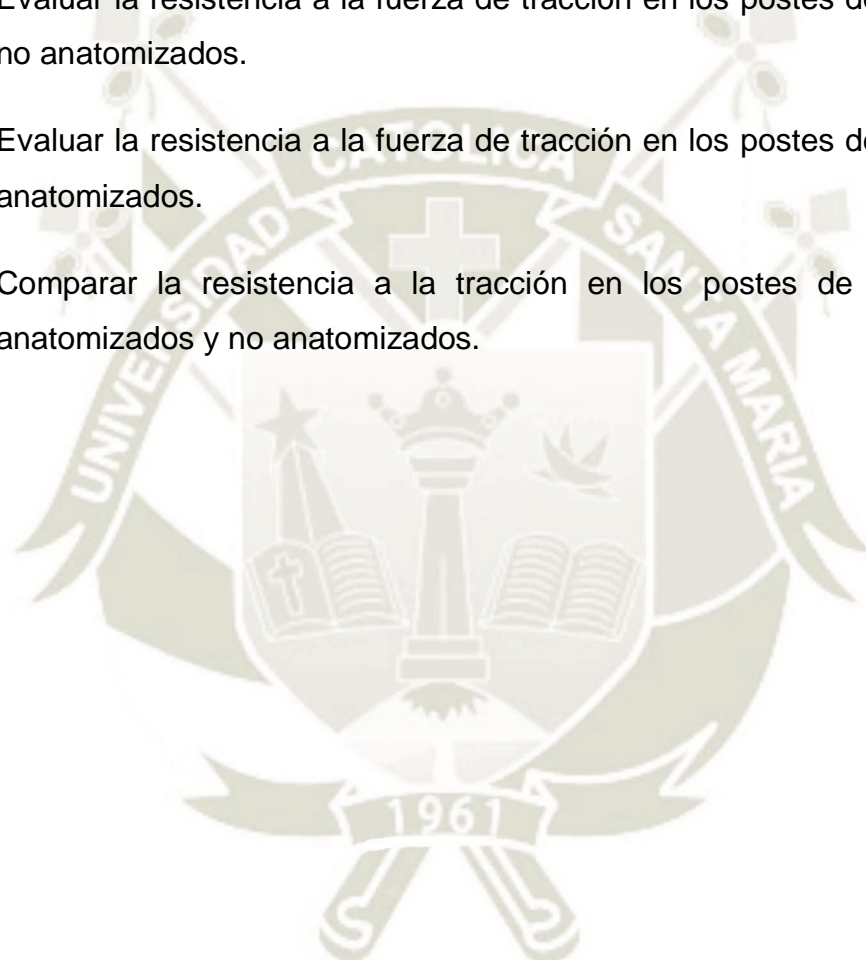 Evaluar la resistencia a la fuerza de tracción en los postes de
no anatomizados.
Evaluar la resistencia a la fuerza de tracción en los postes de
anatomizados.
Comparar la resistencia a la tracción en los postes de
anatomizados y no anatomizados.
UNIVERSIDAD CATOLICA SANTA MARIA
1961